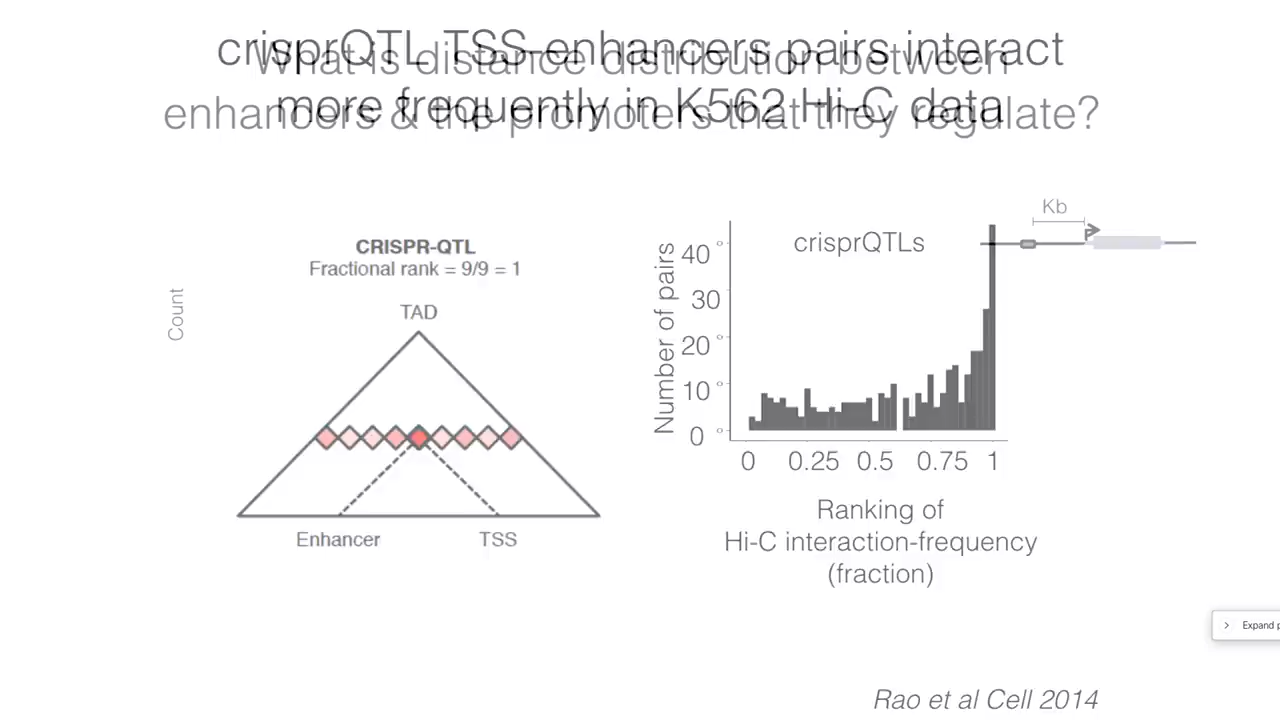 crisprQTL TSS-enhancers pairs interact
more frequently in K562 Hi-C data
What is distance distribution between
enhancers & the promoters that they regulate?
CRISPR-QTL
Fractional rank = 9/9 = 1
TAD
Enhancer TSS
Count
Kb
crisprQTLs
Number of pairs
40
30
20
10
0
0 0.25 0.5 0.75 1
Ranking of
Hi-C interaction-frequency
(fraction)
Expand
Rao et al Cell 2014